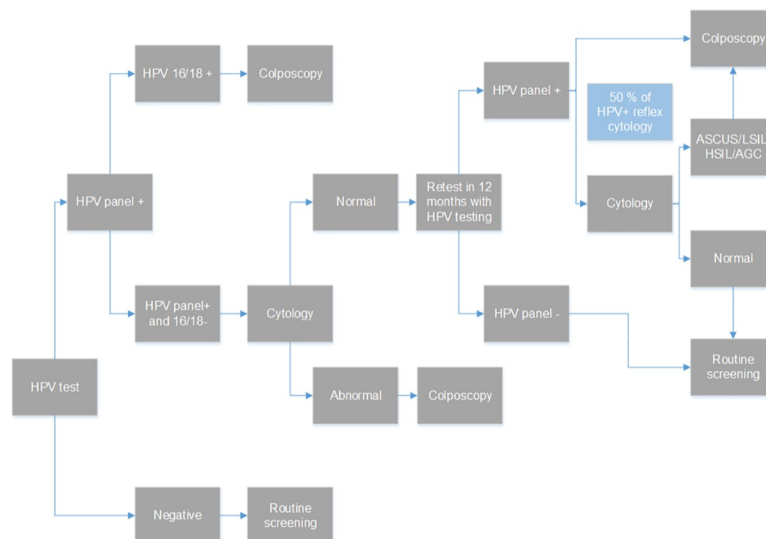 HPV 16/18 +
Colposcopy
HPV panel +
50 % of
HPV+ reflex
cytology
Colposcopy
ASCUS/LSIL
HSIL/AGC
HPV panel +
Normal
Retest in 12
months with
HPV testing
Cytology
Normal
HPV panel+
and 16/18-
Cytology
HPV panel -
HPV test
Abnormal
Colposcopy
Routine
screening
Negative
Routine
screening